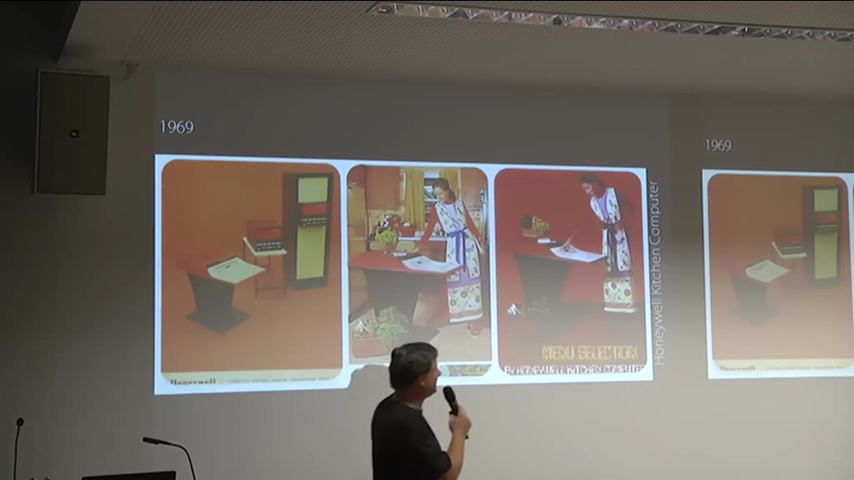 1969
Honeywell
MENU SELECTION
BY HONEYWELL KITCHEN COMPUTER
Honeywell Kitchen Computer
1969
Honeywell